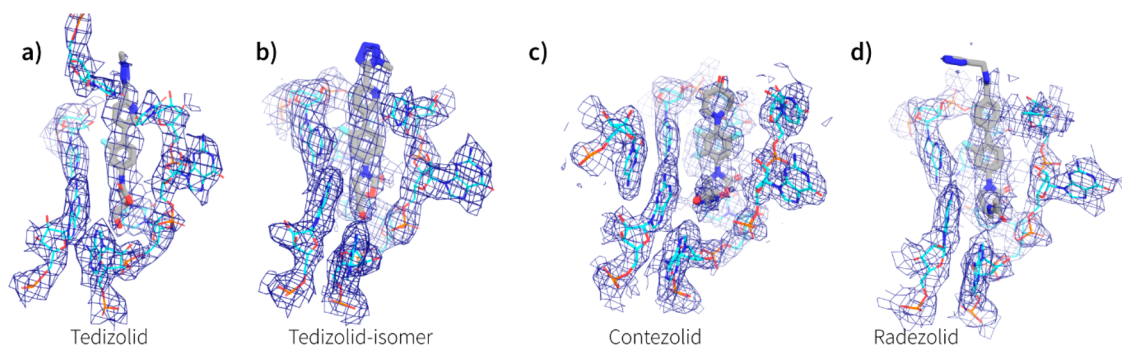 a)
b)
c)
d)
Tedizolid
Tedizolid-isomer
Contezolid
Radezolid